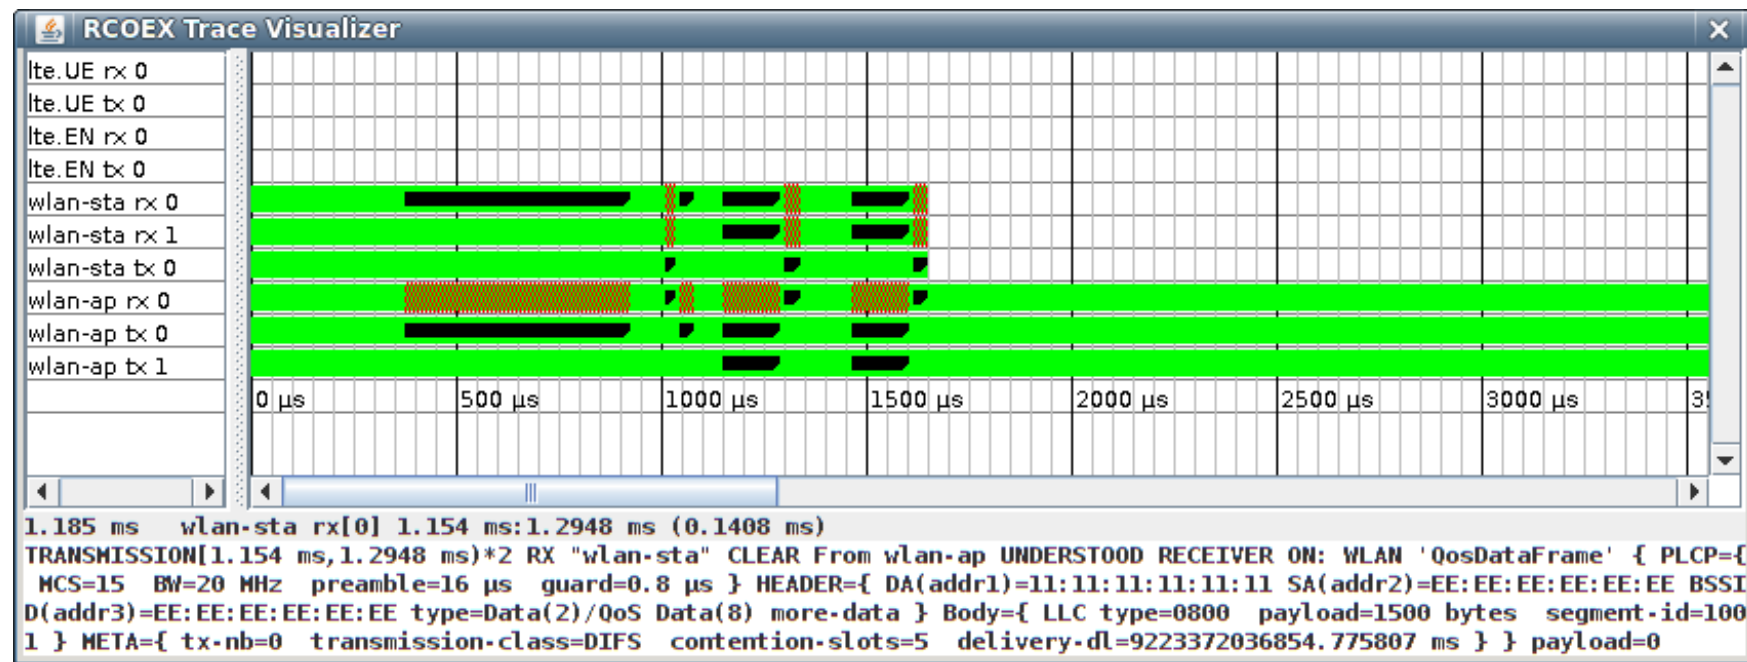 RCOEX Trace Visualizer
lte.UE rx 0
lte.UE tx 0
lte.EN rx 0
lte.EN tx 0
wlan-sta rx 0
wlan-sta rx 1
wlan-sta tx 0
wlan-ap rx 0
wlan-ap tx 0
wlan-ap tx 1
0 µs 500 µs 1000 µs 1500 µs 2000 µs 2500 µs 3000 µs
1.185 ms wlan-sta rx[0] 1.154 ms:1.2948 ms (0.1408 ms)
TRANSMISSION[1.154 ms,1.2948 ms)*2 RX "wlan-sta" CLEAR From wlan-ap UNDERSTOOD RECEIVER ON: WLAN 'QosDataFrame' { PLCP={
MCS=15 BW=20 MHz preamble=16 µs guard=0.8 µs } HEADER={ DA(addr1)=11:11:11:11:11:11 SA(addr2)=EE:EE:EE:EE:EE:EE BSSI
D(addr3)=EE:EE:EE:EE:EE:EE type=Data(2)/QoS Data(8) more-data } Body={ LLC type=0800 payload=1500 bytes segment-id=100
1 } META={ tx-nb=0 transmission-class=DIFS contention-slots=5 delivery-dl=9223372036854.775807 ms } } payload=0